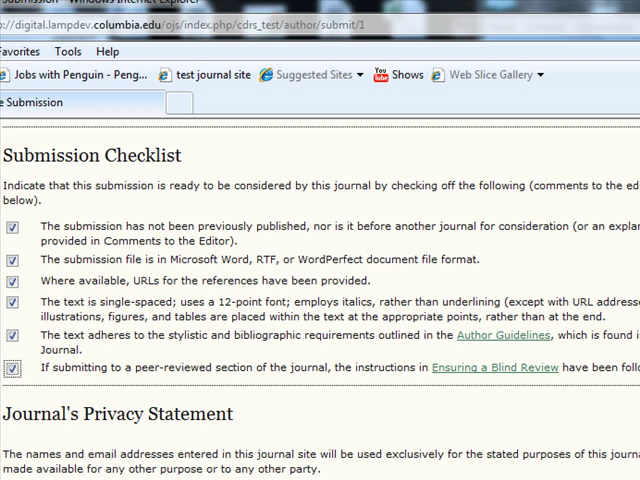 Submission - Windows Internet Explorer
p://digital.lampdev.columbia.edu/ojs/index.php/cdrs_test/author/submit/1
Favorites Tools Help
Jobs with Penguin - Peng... test journal site Suggested Sites You Tube Shows Web Slice Gallery
e Submission
Submission Checklist
Indicate that this submission is ready to be considered by this journal by checking off the following (comments to the ed
below).
The submission has not been previously published, nor is it before another journal for consideration (or an expla
provided in Comments to the Editor).
The submission file is in Microsoft Word, RTF, or WordPerfect document file format.
Where available, URLs for the references have been provided.
The text is single-spaced; uses a 12-point font; employs italics, rather than underlining (except with URL address
illustrations, figures, and tables are placed within the text at the appropriate points, rather than at the end.
The text adheres to the stylistic and bibliographic requirements outlined in the Author Guidelines, which is found i
Journal.
If submitting to a peer-reviewed section of the journal, the instructions in Ensuring a Blind Review have been follo
Journal's Privacy Statement
The names and email addresses entered in this journal site will be used exclusively for the stated purposes of this journa
made available for any other purpose or to any other party.